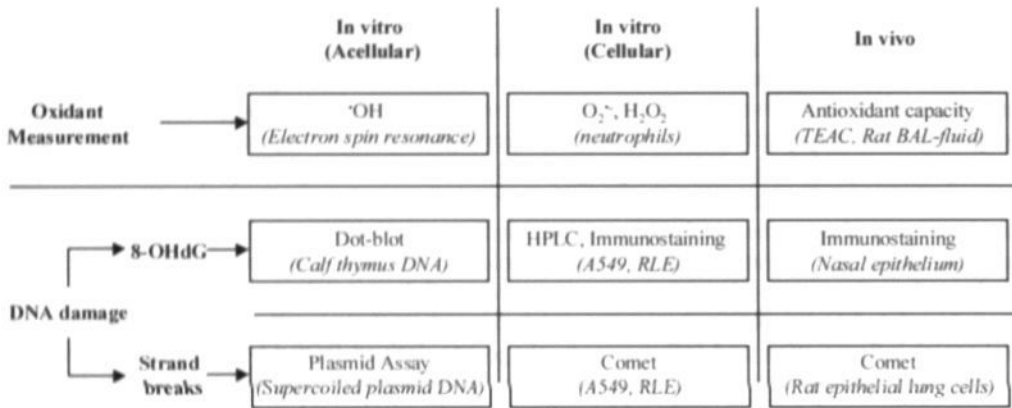 In vitro
(Acellular)
In vitro
(Cellular)
In vivo
Oxidant
Measurement
•OH
(Electron spin resonance)
O₂•-, H₂O₂
(neutrophils)
Antioxidant capacity
(TEAC, Rat BAL-fluid)
8-OHdG
Dot-blot
(Calf thymus DNA)
HPLC, Immunostaining
(A549, RLE)
Immunostaining
(Nasal epithelium)
DNA damage
Strand
breaks
Plasmid Assay
(Supercoiled plasmid DNA)
Comet
(A549, RLE)
Comet
(Rat epithelial lung cells)